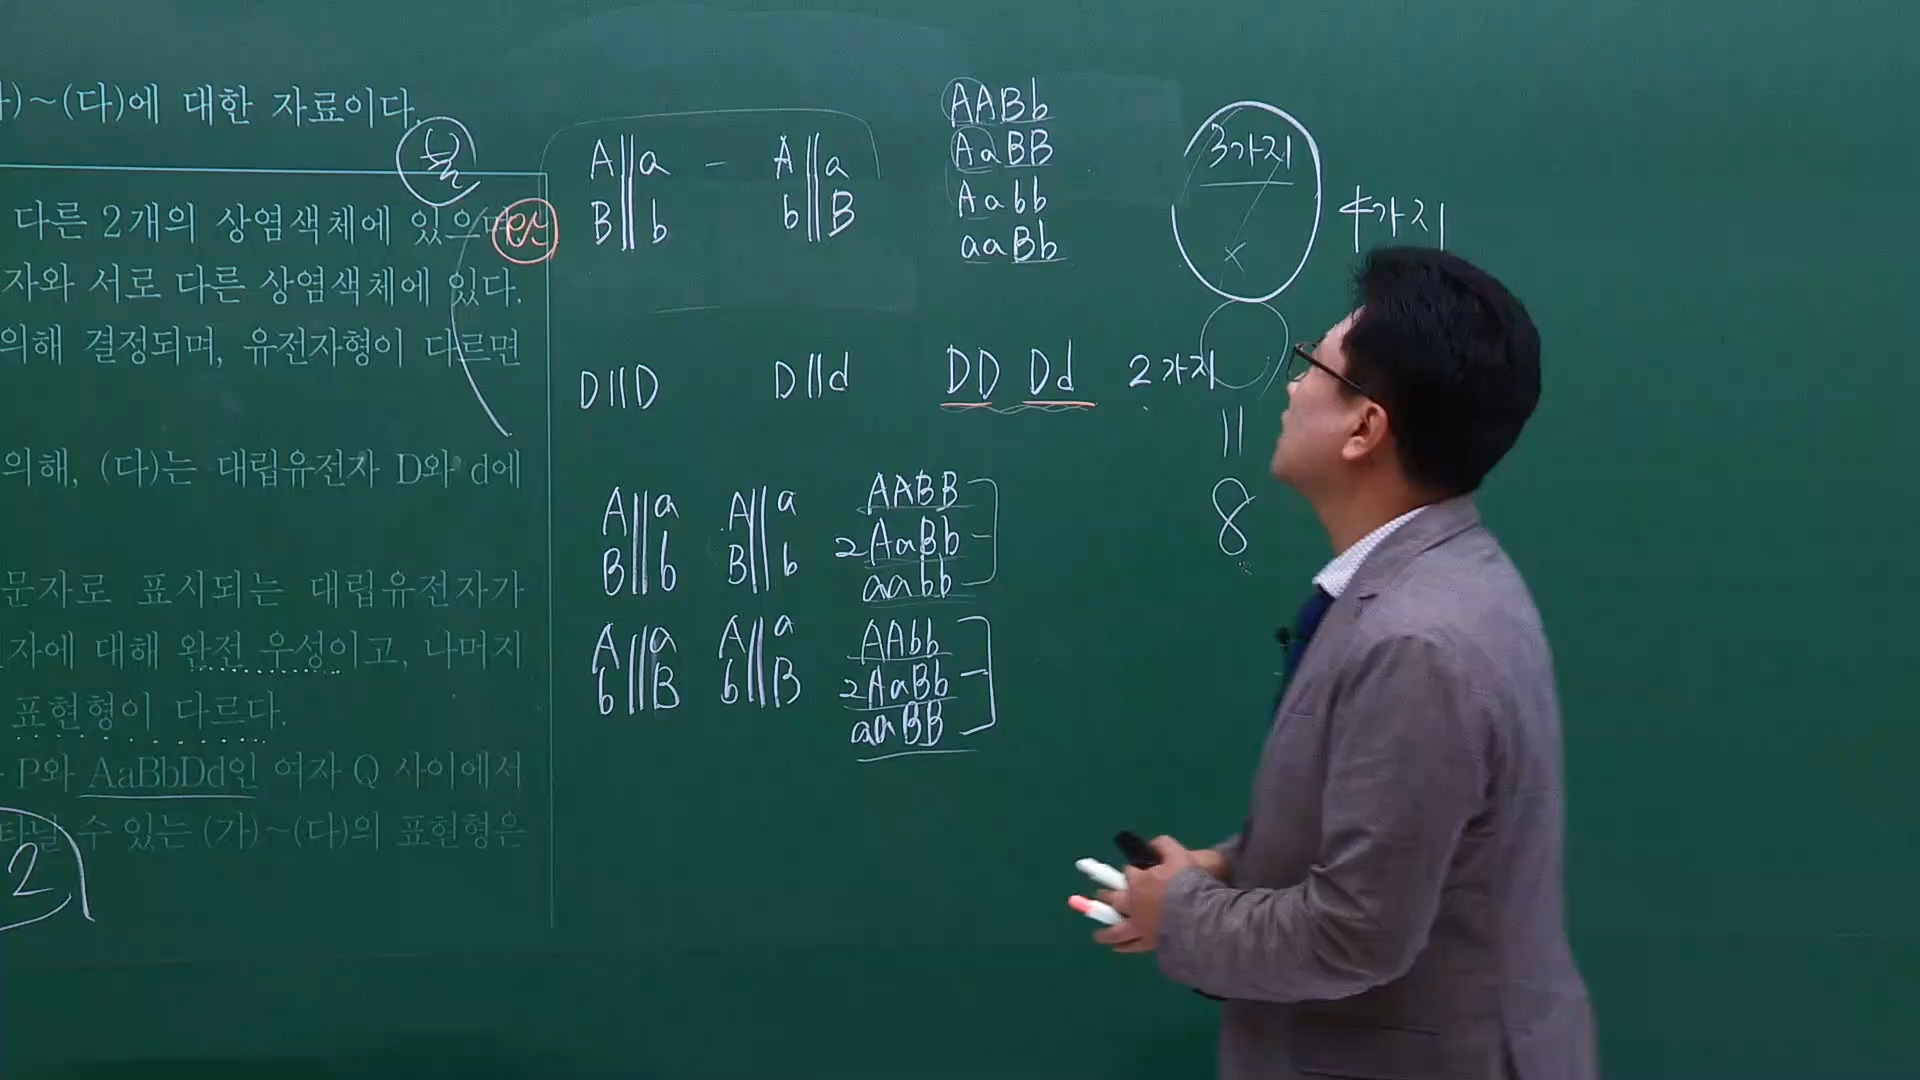 )~(다)에 대한 자료이다.
다른 2개의 상염색체에 있으며
자와 서로 다른 상염색체에 있다.
의해 결정되며, 유전자형이 다르면
의해, (다)는 대립유전자 D와 d에
문자로 표시되는 대립유전자가
자에 대해 완전 우성이고, 나머지
표현형이 다르다.
P와 AaBbDd인 여자 Q 사이에서
타날 수 있는 (가)~(다)의 표현형은
2
A a - A a
B b b B
AABb
AaBB
Aabb
aaBb
3가지
×
4가지
D D D d DD Dd 2가지
8
A a A a
B b B b
AABB
2AaBb
aabb
A a A a
b B b B
AAbb
2AaBb
aaBB